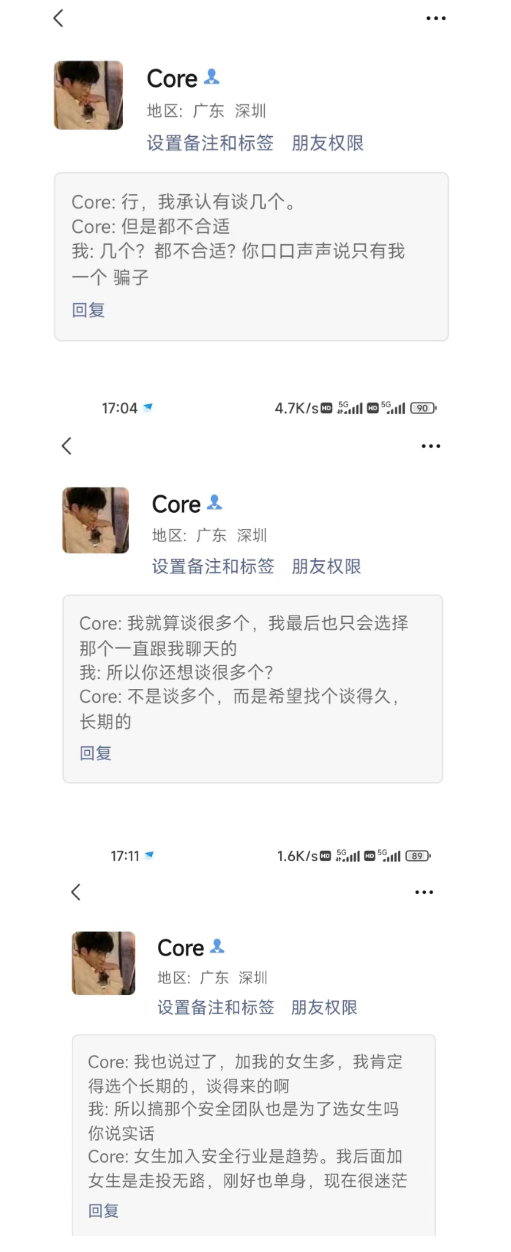 Core
地区: 广东 深圳
设置备注和标签 朋友权限
Core: 行，我承认有谈几个。
Core: 但是都不合适
我: 几个？都不合适？你口口声声说只有我
一个 骗子
回复
17:04 4.7K/s HD 5G HD 5G 90
Core
地区: 广东 深圳
设置备注和标签 朋友权限
Core: 我就算谈很多个，我最后也只会选择
那个一直跟我聊天的
我: 所以你还想谈很多个？
Core: 不是谈多个，而是希望找个谈得久，
长期的
回复
17:11 1.6K/s HD 5G HD 5G 89
Core
地区: 广东 深圳
设置备注和标签 朋友权限
Core: 我也说过了，加我的女生多，我肯定
得选个长期的，谈得来的啊
我: 所以搞那个安全团队也是为了选女生吗
你说实话
Core: 女生加入安全行业是趋势。我后面加
女生是走投无路，刚好也单身，现在很迷茫
回复